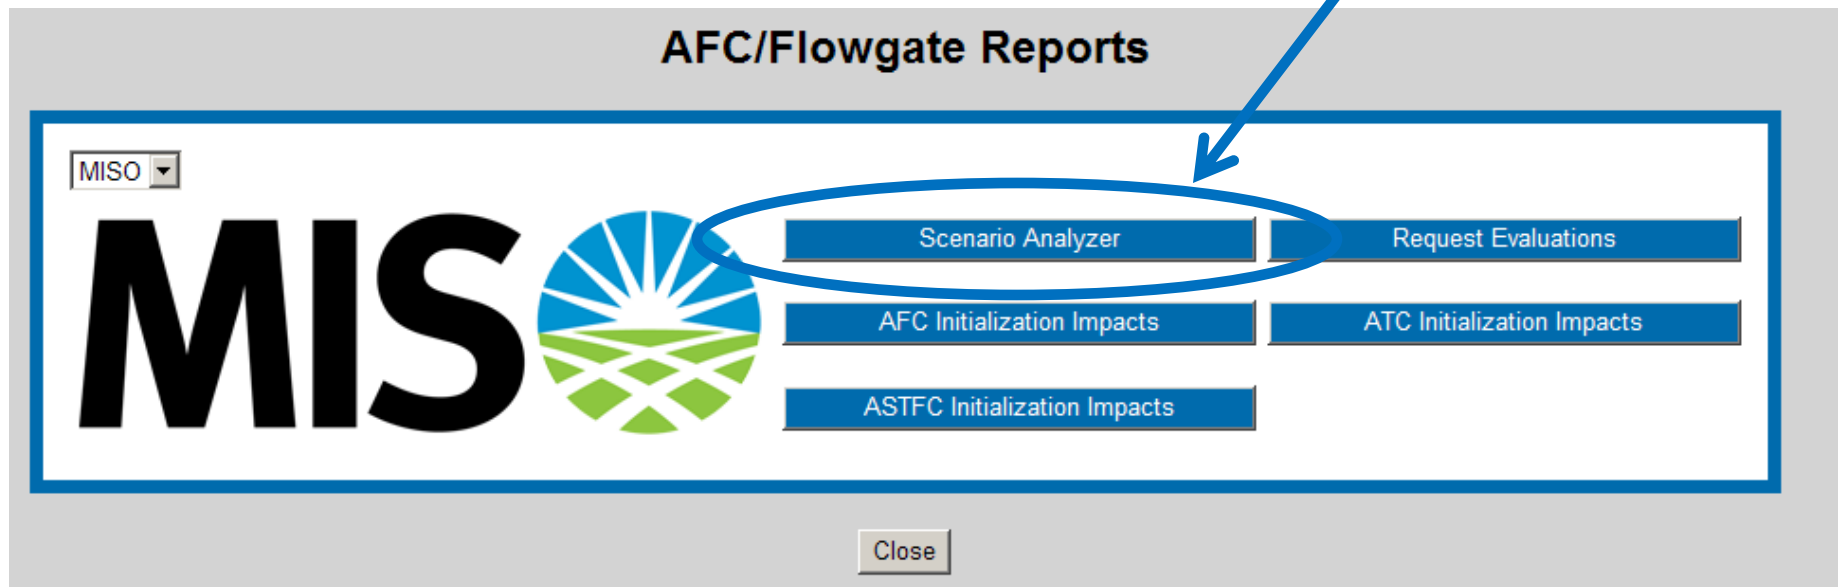 AFC/Flowgate Reports
MISO
MISO
Scenario Analyzer
Request Evaluations
AFC Initialization Impacts
ATC Initialization Impacts
ASTFC Initialization Impacts
Close